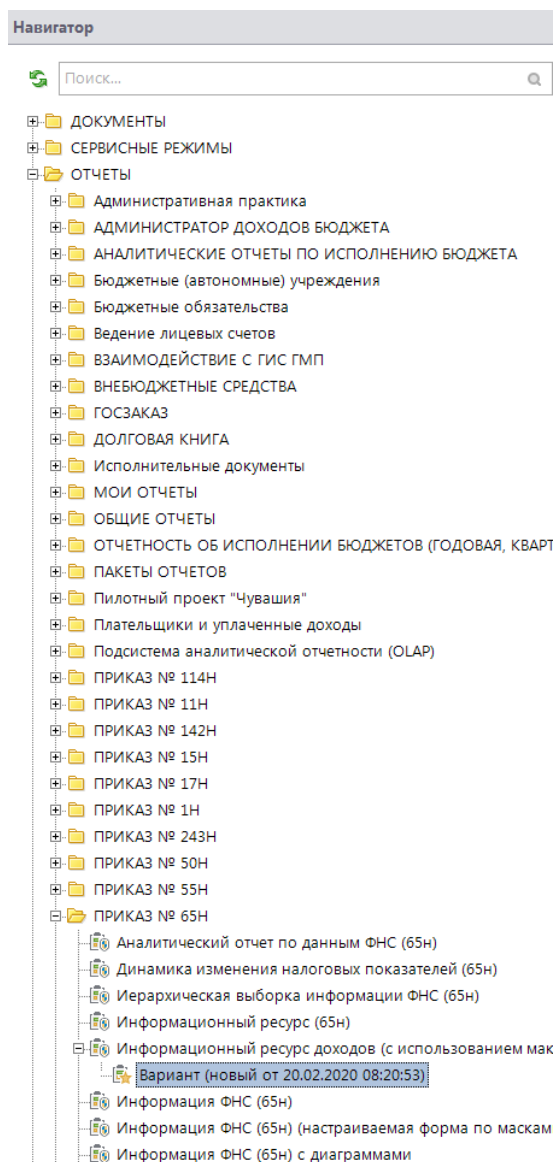 Навигатор
Поиск...
ДОКУМЕНТЫ
СЕРВИСНЫЕ РЕЖИМЫ
ОТЧЕТЫ
Административная практика
АДМИНИСТРАТОР ДОХОДОВ БЮДЖЕТА
АНАЛИТИЧЕСКИЕ ОТЧЕТЫ ПО ИСПОЛНЕНИЮ БЮДЖЕТА
Бюджетные (автономные) учреждения
Бюджетные обязательства
Ведение лицевых счетов
ВЗАИМОДЕЙСТВИЕ С ГИС ГМП
ВНЕБЮДЖЕТНЫЕ СРЕДСТВА
ГОСЗАКАЗ
ДОЛГОВАЯ КНИГА
Исполнительные документы
МОИ ОТЧЕТЫ
ОБЩИЕ ОТЧЕТЫ
ОТЧЕТНОСТЬ ОБ ИСПОЛНЕНИИ БЮДЖЕТОВ (ГОДОВАЯ, КВАРТ
ПАКЕТЫ ОТЧЕТОВ
Пилотный проект "Чувашия"
Плательщики и уплаченные доходы
Подсистема аналитической отчетности (OLAP)
ПРИКАЗ № 114Н
ПРИКАЗ № 11Н
ПРИКАЗ № 142Н
ПРИКАЗ № 15Н
ПРИКАЗ № 17Н
ПРИКАЗ № 1Н
ПРИКАЗ № 243Н
ПРИКАЗ № 50Н
ПРИКАЗ № 55Н
ПРИКАЗ № 65Н
Аналитический отчет по данным ФНС (65н)
Динамика изменения налоговых показателей (65н)
Иерархическая выборка информации ФНС (65н)
Информационный ресурс (65н)
Информационный ресурс доходов (с использованием мак
Вариант (новый от 20.02.2020 08:20:53)
Информация ФНС (65н)
Информация ФНС (65н) (настраиваемая форма по маскам
Информация ФНС (65н) с диаграммами